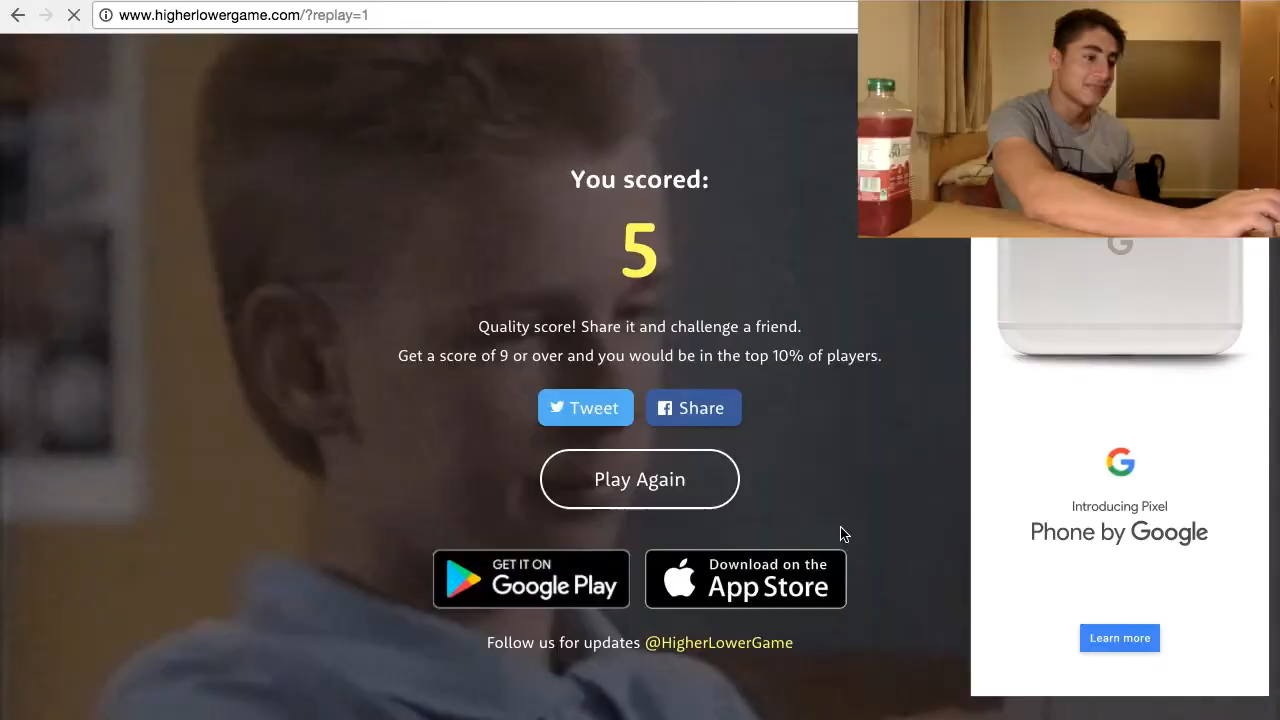 www.higherlowergame.com/?replay=1
You scored:
5
Quality score! Share it and challenge a friend.
Get a score of 9 or over and you would be in the top 10% of players.
Tweet
Share
Play Again
GET IT ON
Google Play
Download on the
App Store
Follow us for updates @HigherLowerGame
G
G
Introducing Pixel
Phone by Google
Learn more